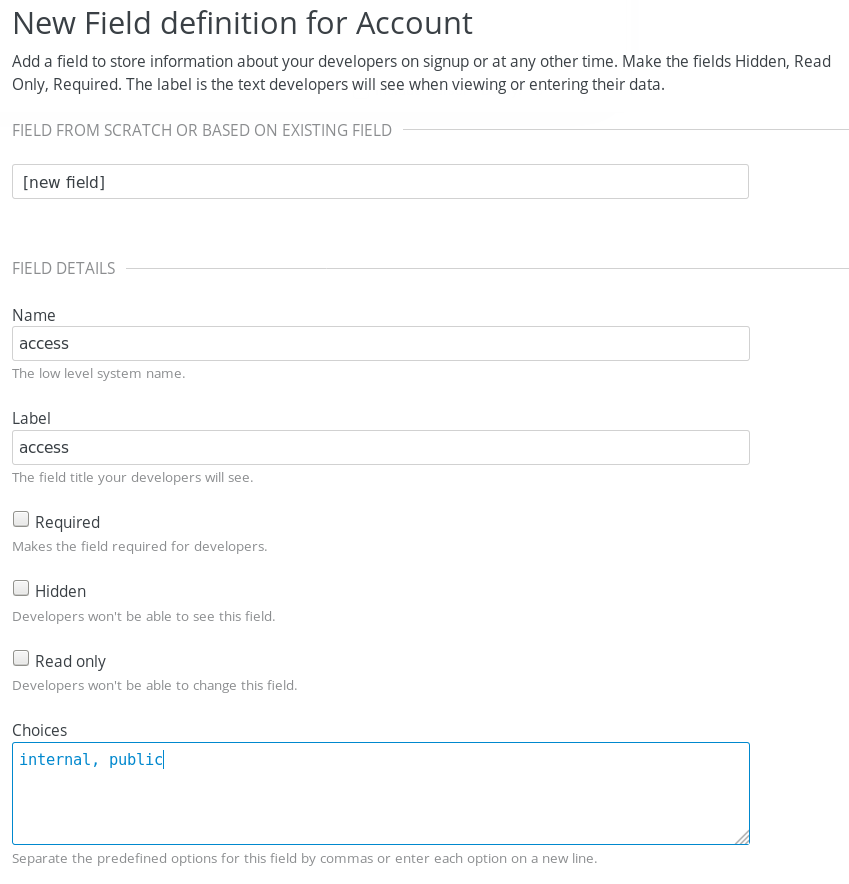 New Field definition for Account
Add a field to store information about your developers on signup or at any other time. Make the fields Hidden, Read
Only, Required. The label is the text developers will see when viewing or entering their data.
FIELD FROM SCRATCH OR BASED ON EXISTING FIELD
[new field]
FIELD DETAILS
Name
access
The low level system name.
Label
access
The field title your developers will see.
Required
Makes the field required for developers.
Hidden
Developers won't be able to see this field.
Read only
Developers won't be able to change this field.
Choices
internal, public
Separate the predefined options for this field by commas or enter each option on a new line.